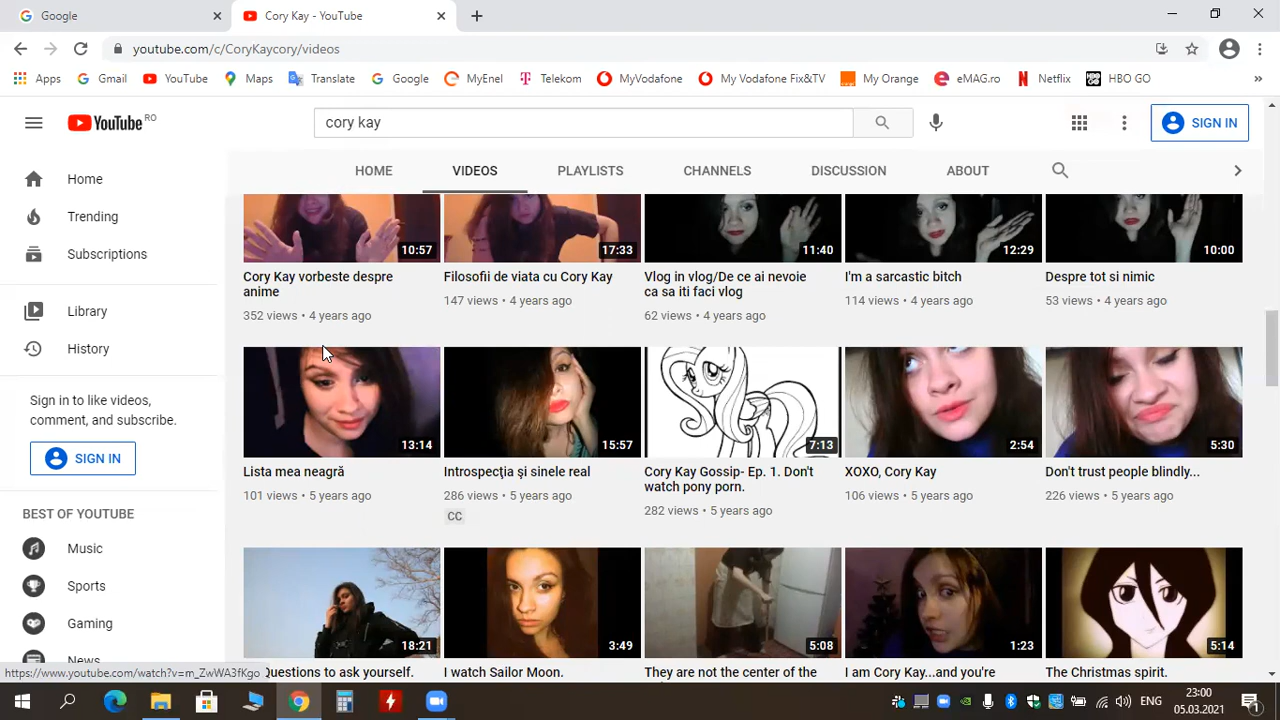 Google
Cory Kay - YouTube
youtube.com/c/CoryKaycory/videos
Apps Gmail YouTube Maps Translate Google MyEnel Telekom MyVodafone My Vodafone Fix&TV My Orange eMAG.ro Netflix HBO GO »
YouTube RO
cory kay
SIGN IN
HOME VIDEOS PLAYLISTS CHANNELS DISCUSSION ABOUT
Home
Trending
Subscriptions
Library
History
Sign in to like videos,
comment, and subscribe.
SIGN IN
BEST OF YOUTUBE
Music
Sports
Gaming
News
10:57
Cory Kay vorbeste despre
anime
352 views • 4 years ago
17:33
Filosofii de viata cu Cory Kay
147 views • 4 years ago
11:40
Vlog in vlog/De ce ai nevoie
ca sa iti faci vlog
62 views • 4 years ago
12:29
I'm a sarcastic bitch
114 views • 4 years ago
10:00
Despre tot si nimic
53 views • 4 years ago
13:14
Lista mea neagră
101 views • 5 years ago
15:57
Introspecţia şi sinele real
286 views • 5 years ago
CC
7:13
Cory Kay Gossip- Ep. 1. Don't
watch pony porn.
282 views • 5 years ago
2:54
XOXO, Cory Kay
106 views • 5 years ago
5:30
Don't trust people blindly...
226 views • 5 years ago
18:21
Questions to ask yourself.
3:49
I watch Sailor Moon.
5:08
They are not the center of the
1:23
I am Cory Kay...and you're
5:14
The Christmas spirit.
https://www.youtube.com/watch?v=m_ZwWA3fKgo
ENG
23:00
05.03.2021
1